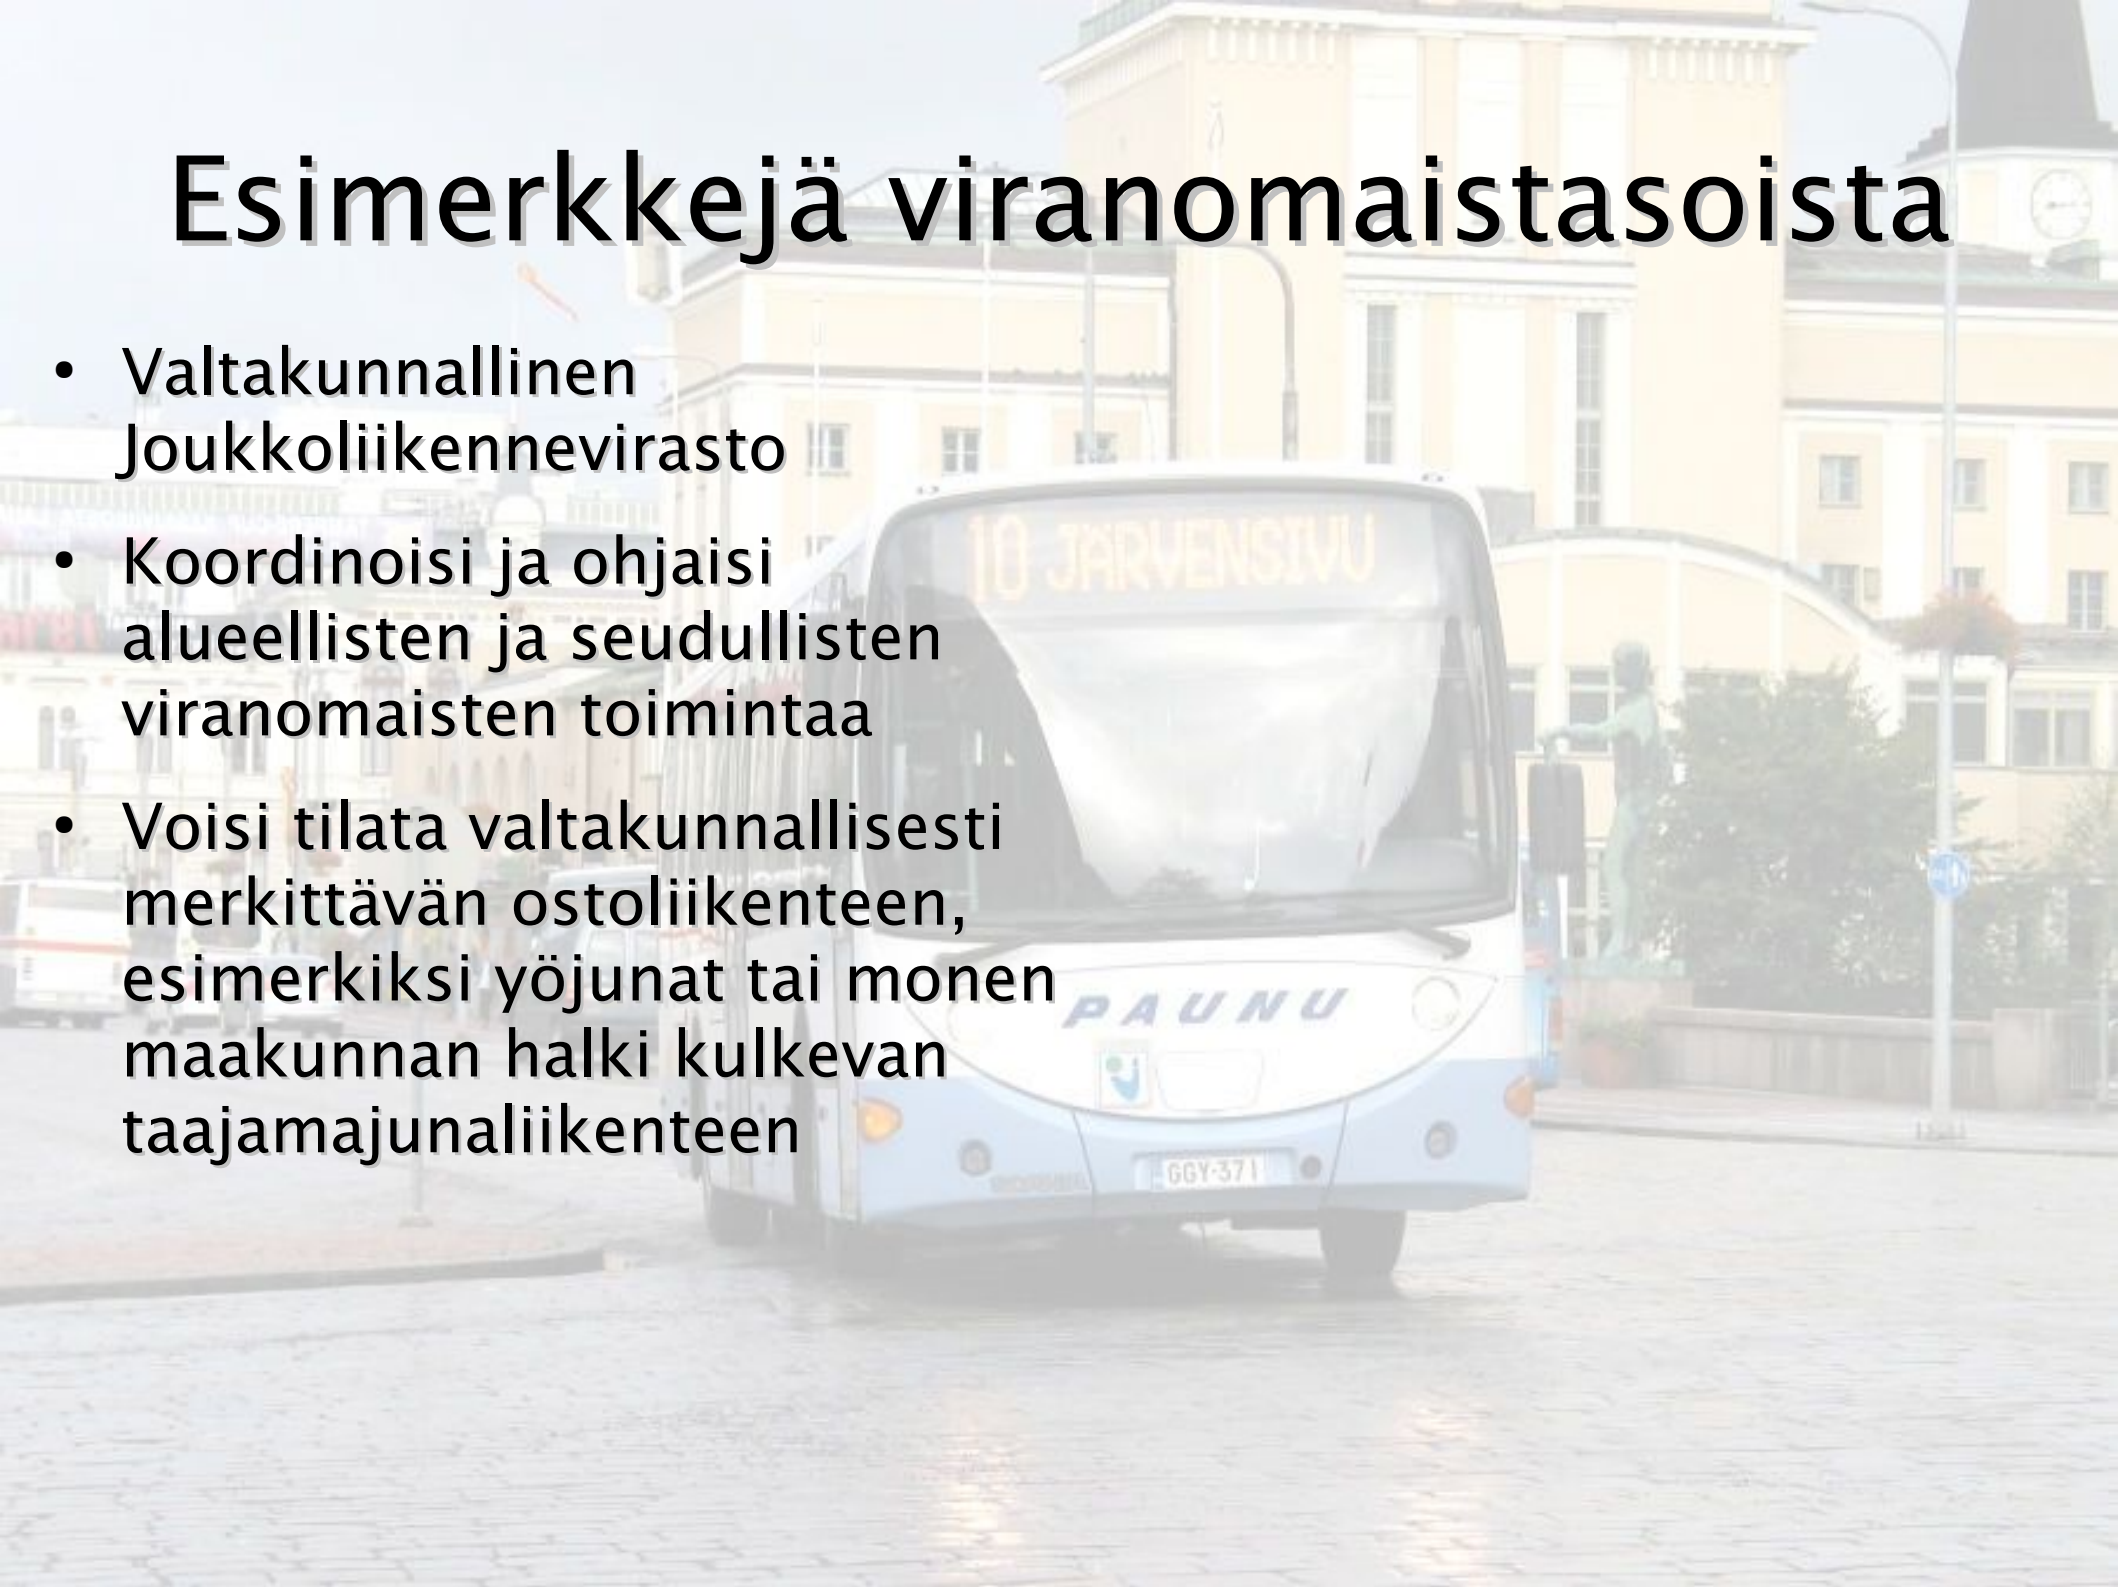 Esimerkkejä viranomaistasoista
• Valtakunnallinen
Joukkoliikennevirasto
• Koordinoisi ja ohjaisi
alueellisten ja seudullisten
viranomaisten toimintaa
• Voisi tilata valtakunnallisesti
merkittävän ostoliikenteen,
esimerkiksi yöjunat tai monen
maakunnan halki kulkevan
taajamajunaliikenteen
10 JÄRVENSIVU
PAUNU
SCANIA
GGY-371